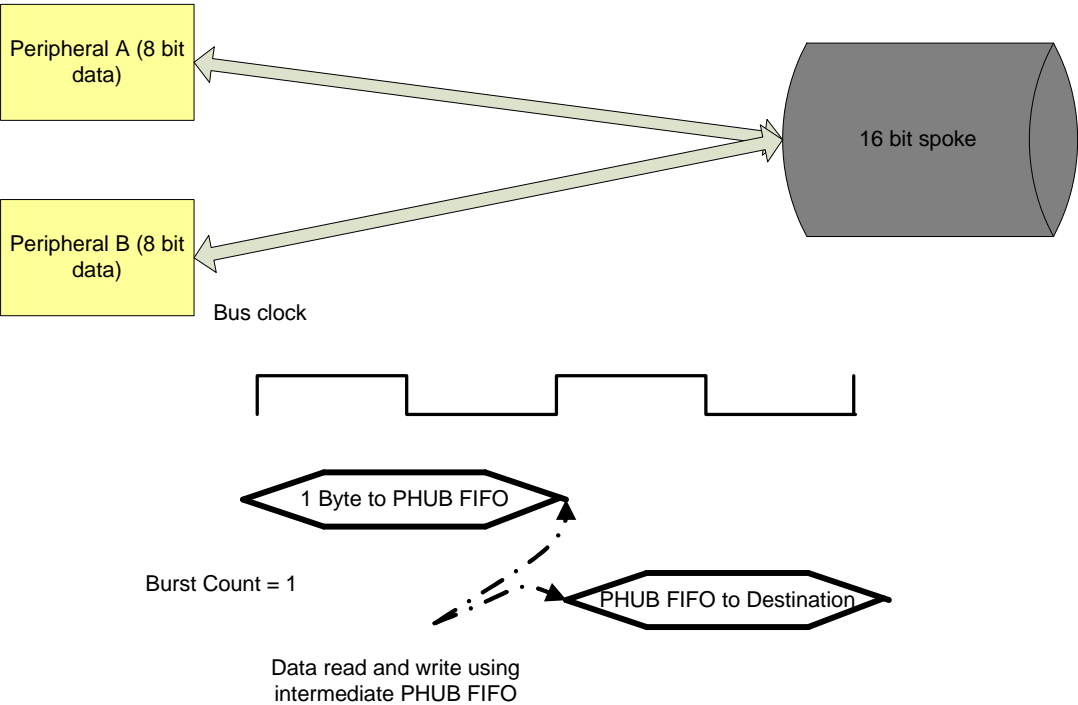 Peripheral A (8 bit
data)
16 bit spoke
Peripheral B (8 bit
data)
Bus clock
1 Byte to PHUB FIFO
Burst Count = 1
PHUB FIFO to Destination
Data read and write using
intermediate PHUB FIFO